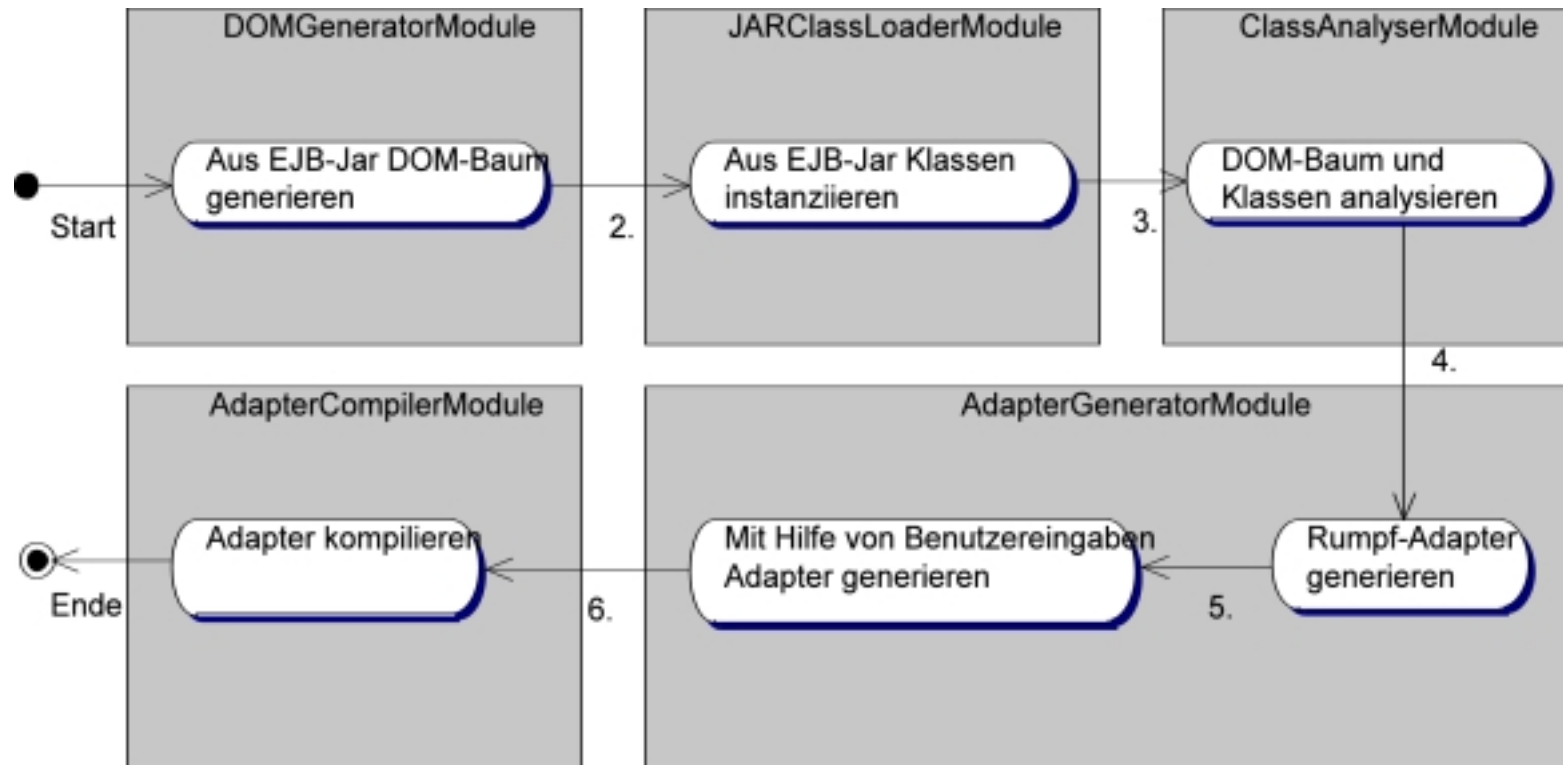 DOMGeneratorModule
JARClassLoaderModule
ClassAnalyserModule
Aus EJB-Jar DOM-Baum
generieren
Aus EJB-Jar Klassen
instanziieren
DOM-Baum und
Klassen analysieren
Start
2.
3.
4.
AdapterCompilerModule
AdapterGeneratorModule
Adapter kompilieren
Mit Hilfe von Benutzereingaben
Adapter generieren
Rumpf-Adapter
generieren
Ende
6.
5.